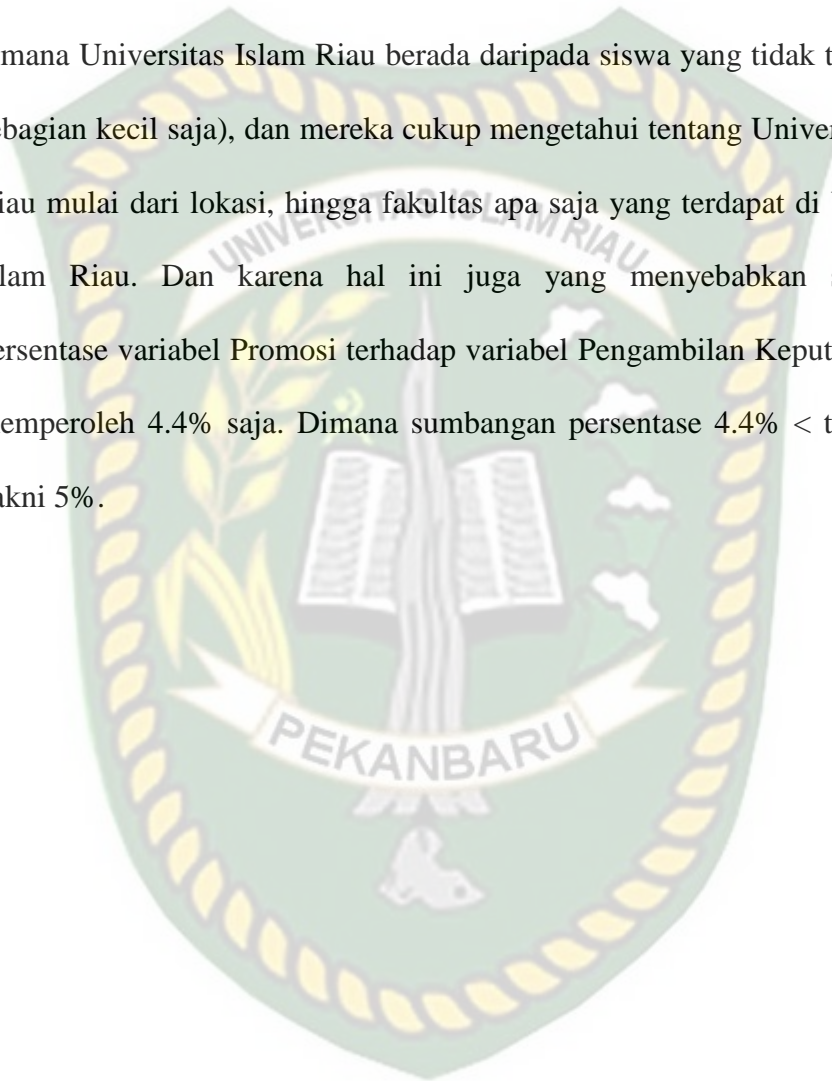 mana Universitas Islam Riau berada daripada siswa yang tidak t
ebagian kecil saja), dan mereka cukup mengetahui tentang Univer
iau mulai dari lokasi, hingga fakultas apa saja yang terdapat di
UNIVERSITAS ISLAM RIAU
lam Riau. Dan karena hal ini juga yang menyebabkan s
ersentase variabel Promosi terhadap variabel Pengambilan Keput
emperoleh 4.4% saja. Dimana sumbangan persentase 4.4% < t
akni 5%.
PEKANBARU